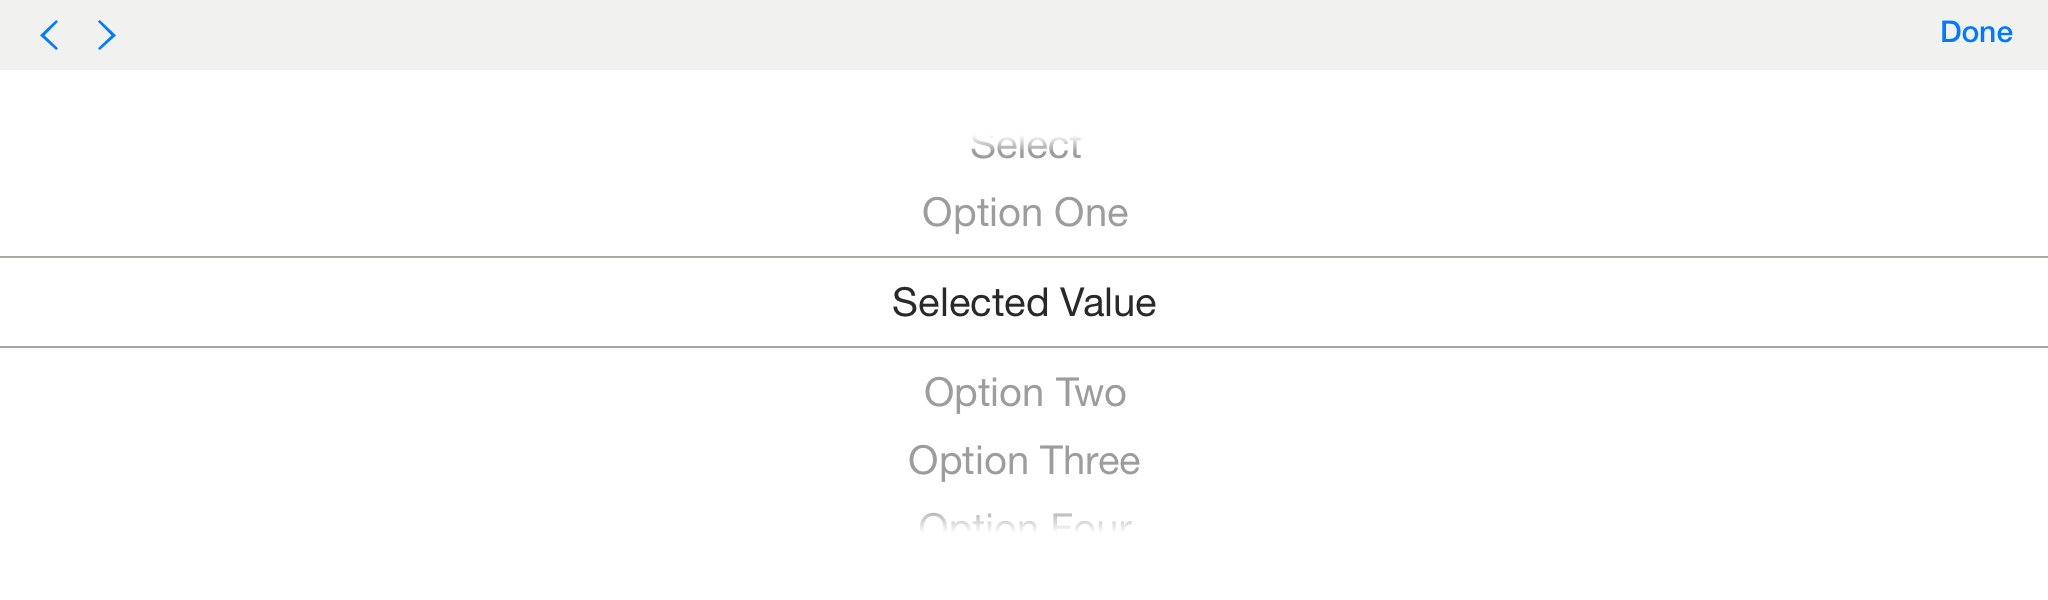 Done
Select
Option One
Selected Value
Option Two
Option Three
Option Four